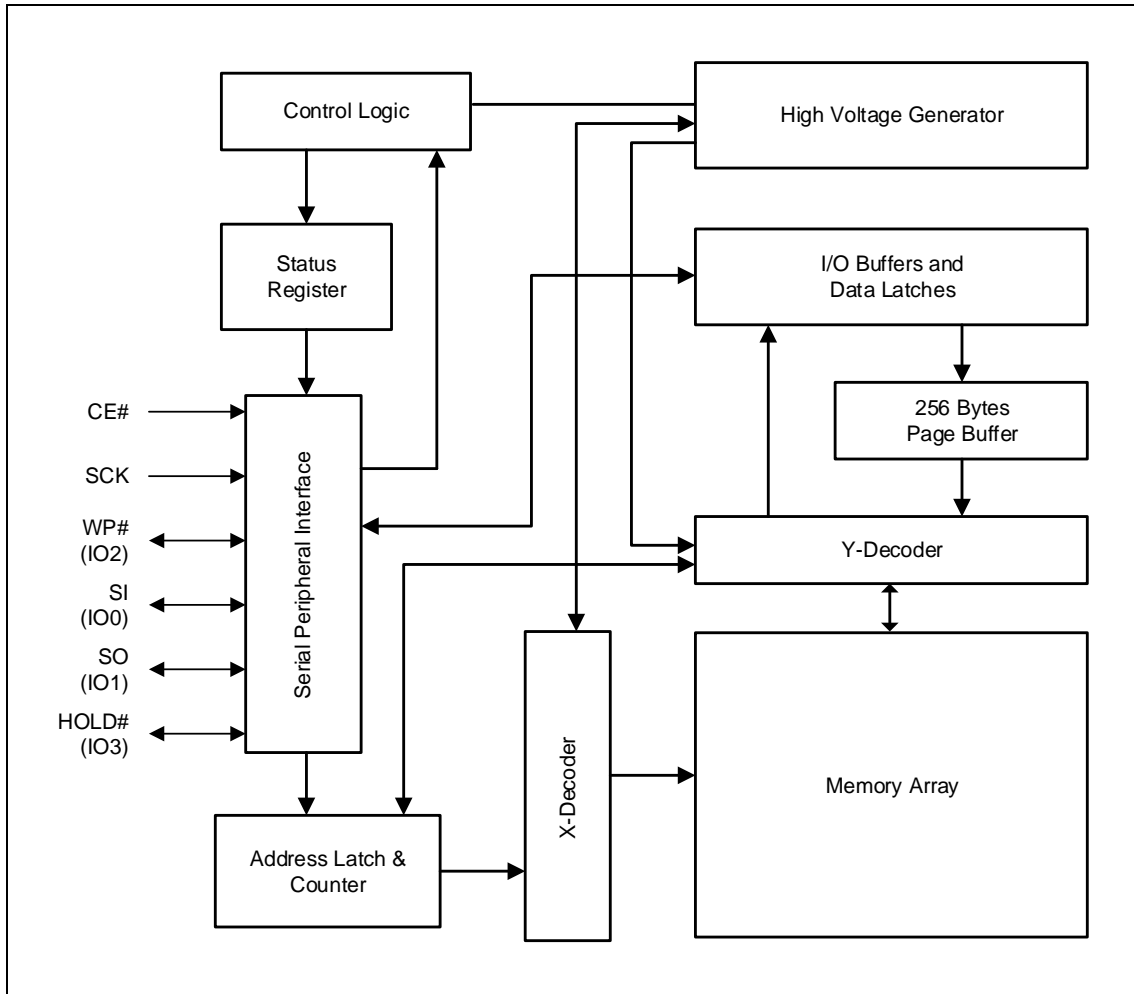 Control Logic
High Voltage Generator
Status
Register
I/O Buffers and
Data Latches
256 Bytes
Page Buffer
CE#
SCK
WP#
(IO2)
SI
(IO0)
SO
(IO1)
HOLD#
(IO3)
Serial Peripheral Interface
Y-Decoder
X-Decoder
Memory Array
Address Latch &
Counter